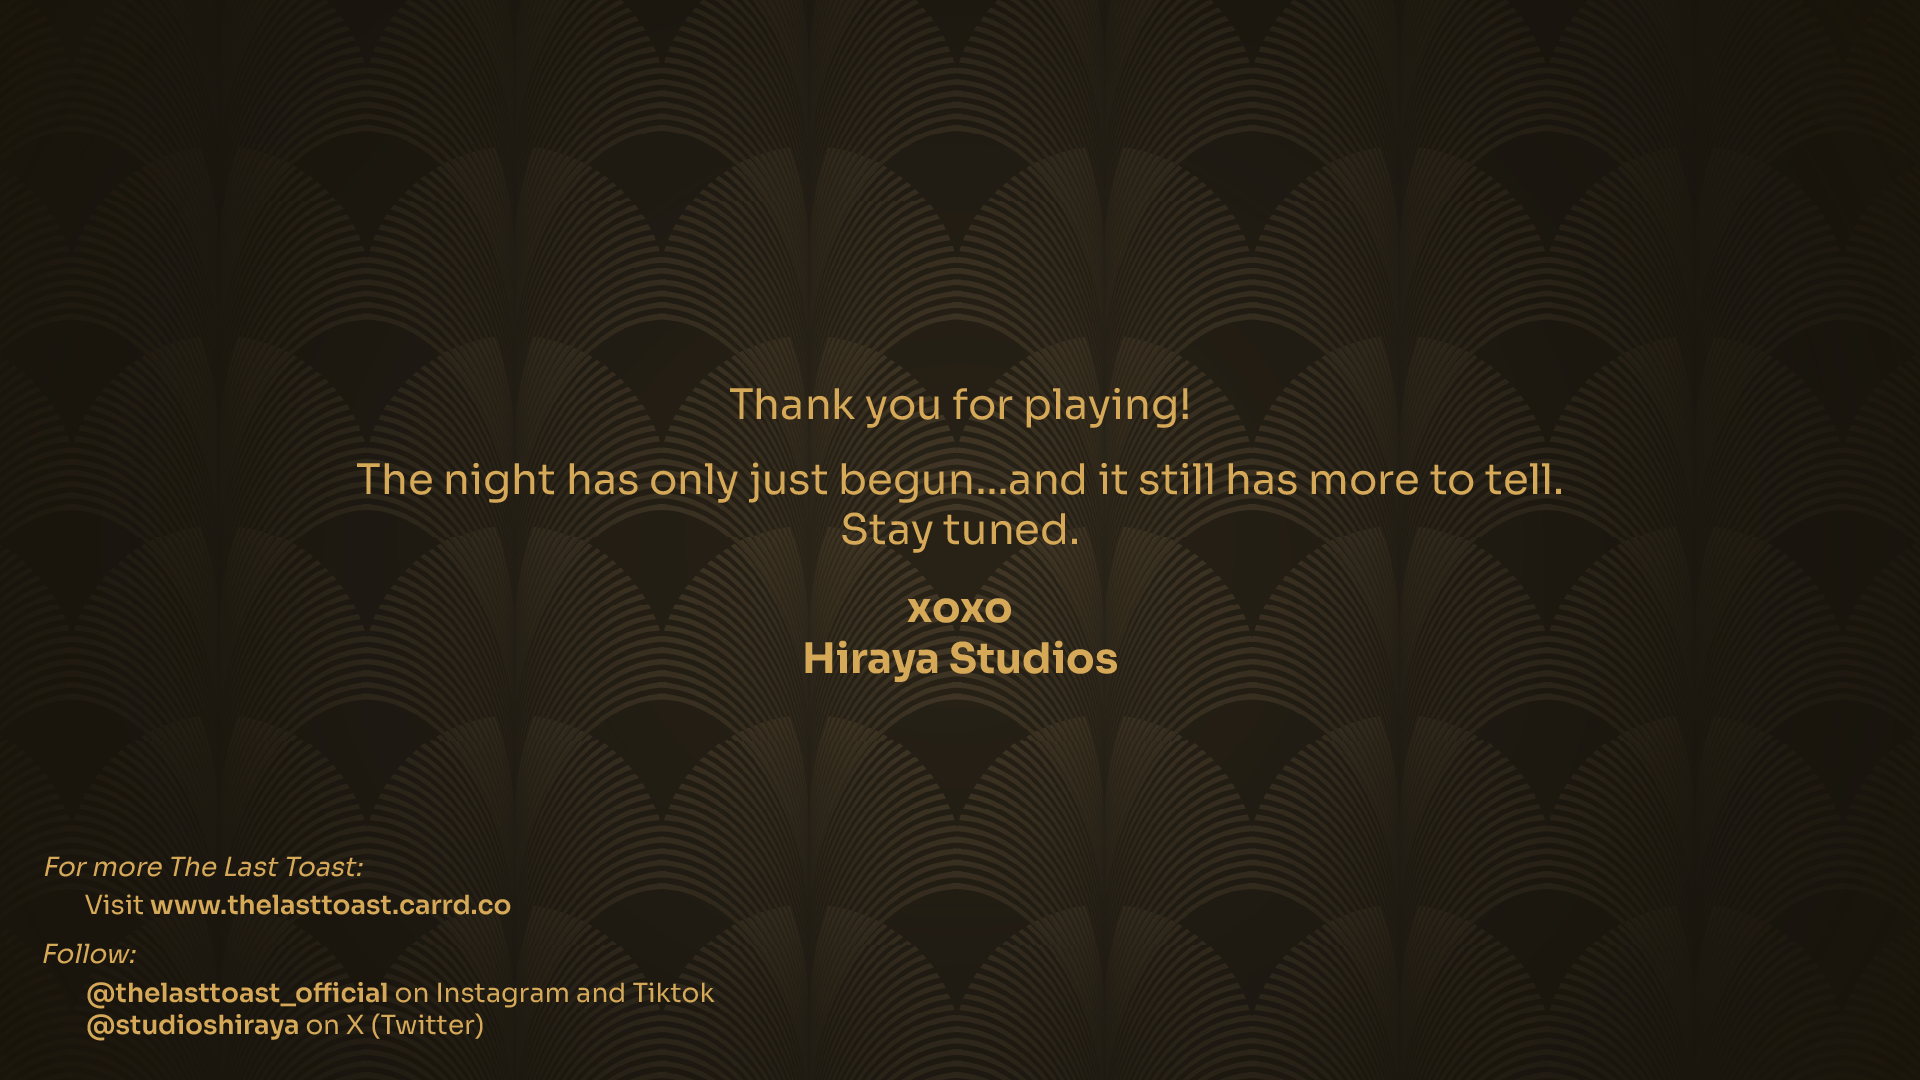 Thank you for playing!
The night has only just begun...and it still has more to tell.
Stay tuned.
xoxo
Hiraya Studios
For more The Last Toast:
Visit www.thelasttoast.carrd.co
Follow:
@thelasttoast_official on Instagram and Tiktok
@studioshiraya on X (Twitter)